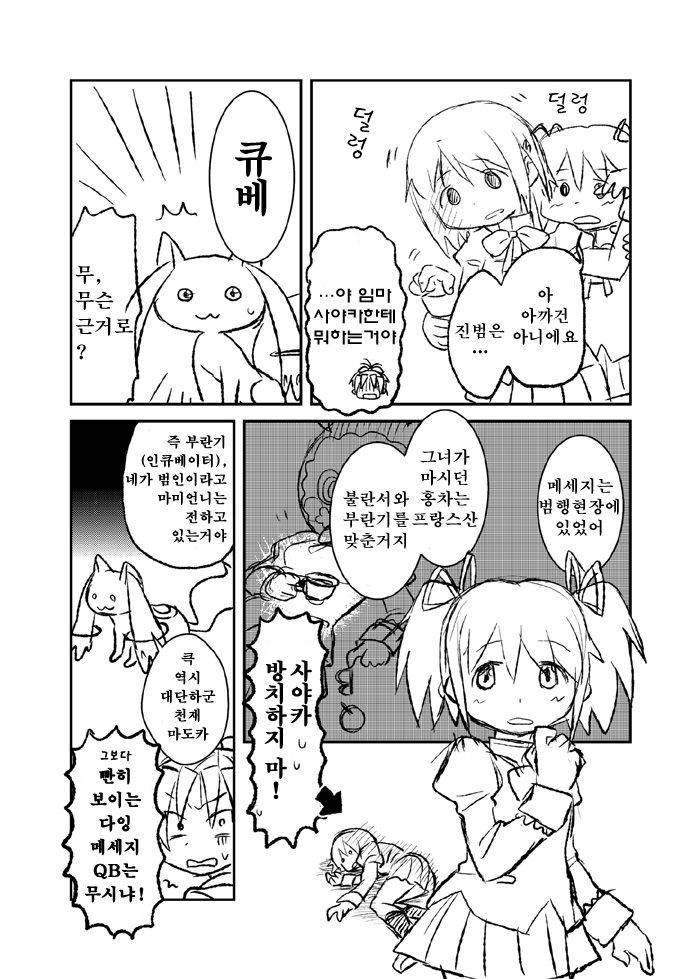 큐
베
무,
무슨
근거로
?
덜
렁
덜렁
…야 임마
사야카한테
뭐하는거야
아
아까건
아니에요
진범은
…
즉 부란기
(인큐베이터),
네가 범인이라고
마미언니는
전하고
있는거야
큭
역시
대단하군
천재
마도카
그보다
빤히
보이는
다잉
메세지
QB는
무시냐!
메세지는
범행현장에
있었어
그녀가
마시던
홍차는
프랑스산
불란서와
부란기를
맞춘거지
사야카
방치하지 마!